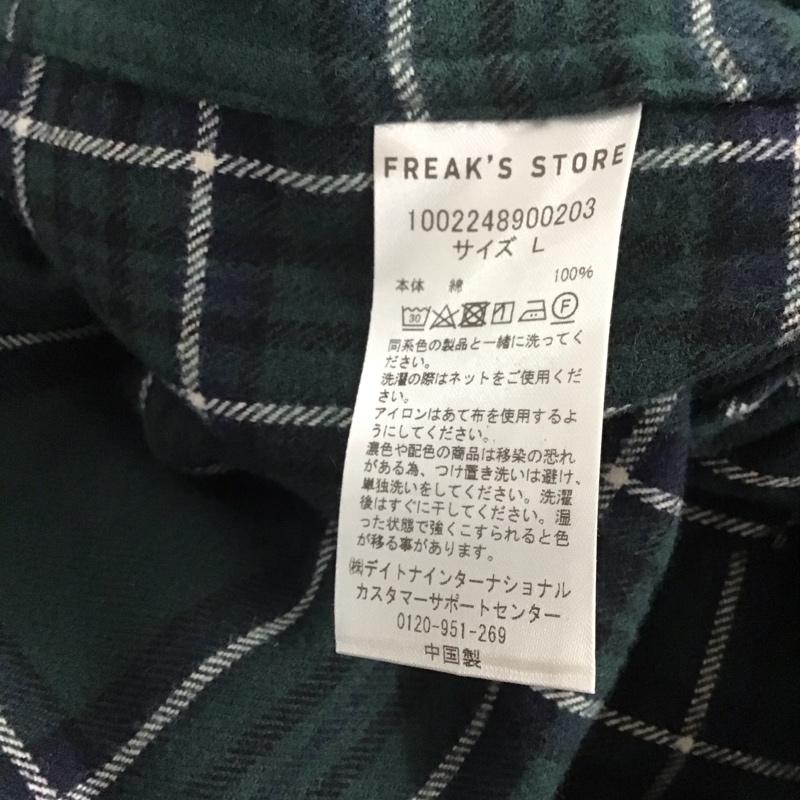 FREAK'S STORE
1002248900203
サイズ L
本体 綿 100%
30 F
同系色の製品と一緒に洗ってく
ださい。
洗濯の際はネットをご使用くだ
さい。
アイロンはあて布を使用するよ
うにしてください。
濃色や配色の商品は移染の恐れ
がある為、つけ置き洗いは避け、
単独洗いをしてください。洗濯
後はすぐに干してください。湿
った状態で強くこすられると色
が移る事があります。
㈱デイトナインターナショナル
カスタマーサポートセンター
0120-951-269
中国製